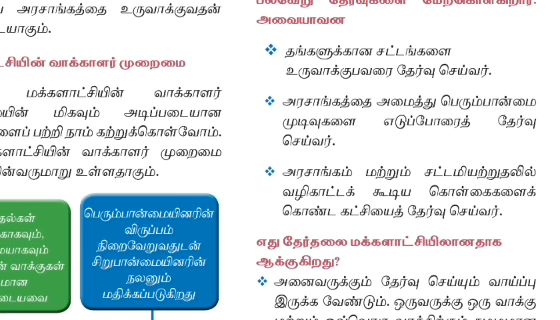 அரசாங்கத்தை உருவாக்குவதன்
வாக்காளர் முறைமை
மக்களாட்சியின் வாக்காளர்
மிகவும் அடிப்படையான
பற்றி நாம் கற்றுக்கொள்வோம்.
வாக்காளர் முறைமை
உள்ளதாகும்.
வாக்குகள்
பெரும்பான்மையினரின்
விருப்பம்
நிறைவேறுவதுடன்
சிறுபான்மையினரின்
நலனும்
மதிக்கப்படுகிறது
பல்வேறு தேர்வுகளை மேற்கொள்கிறார்.
அவையாவன
❖ தங்களுக்கான சட்டங்களை
உருவாக்குபவரை தேர்வு செய்வர்.
❖ அரசாங்கத்தை அமைத்து பெரும்பான்மை
முடிவுகளை எடுப்போரைத் தேர்வு
செய்வர்.
❖ அரசாங்கம் மற்றும் சட்டமியற்றுதலில்
வழிகாட்டக் கூடிய கொள்கைகளைக்
கொண்ட கட்சியைத் தேர்வு செய்வர்.
எது தேர்தலை மக்களாட்சியிலானதாக
ஆக்குகிறது?
❖ அனைவருக்கும் தேர்வு செய்யும் வாய்ப்பு
இருக்க வேண்டும். ஒருவருக்கு ஒரு வாக்கு